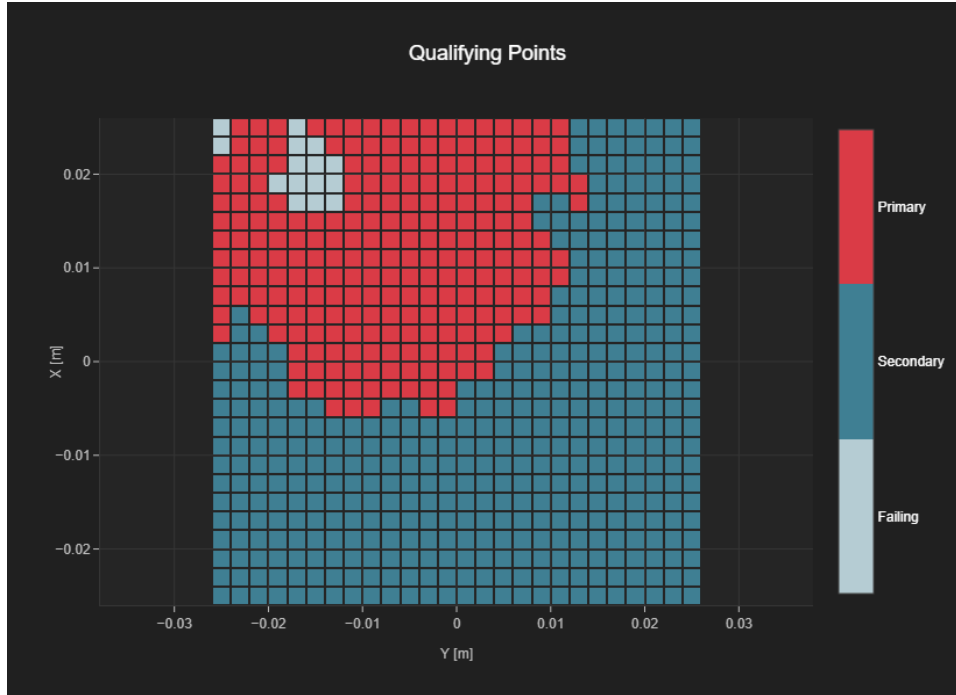 Qualifying Points
0.02
0.01
0
−0.01
−0.02
X [m]
−0.03
−0.02
−0.01
0
0.01
0.02
0.03
Y [m]
Primary
Secondary
Failing